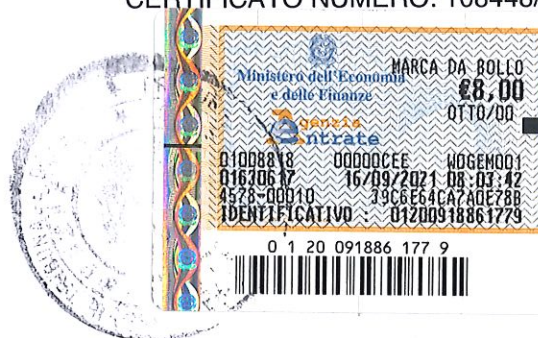 CERTIFICATO NUMERO: 108448/
Ministero dell'Economia
e delle Finanze
MARCA DA BOLLO
€8,00
OTTO/00
Agenzia
Entrate
01008818 00000CEE W0GEM001
01630617 16/09/2021 08:03:42
4578-00010 39C6E64CA7A0E78B
IDENTIFICATIVO : 01200918861779
0 1 20 091886 177 9